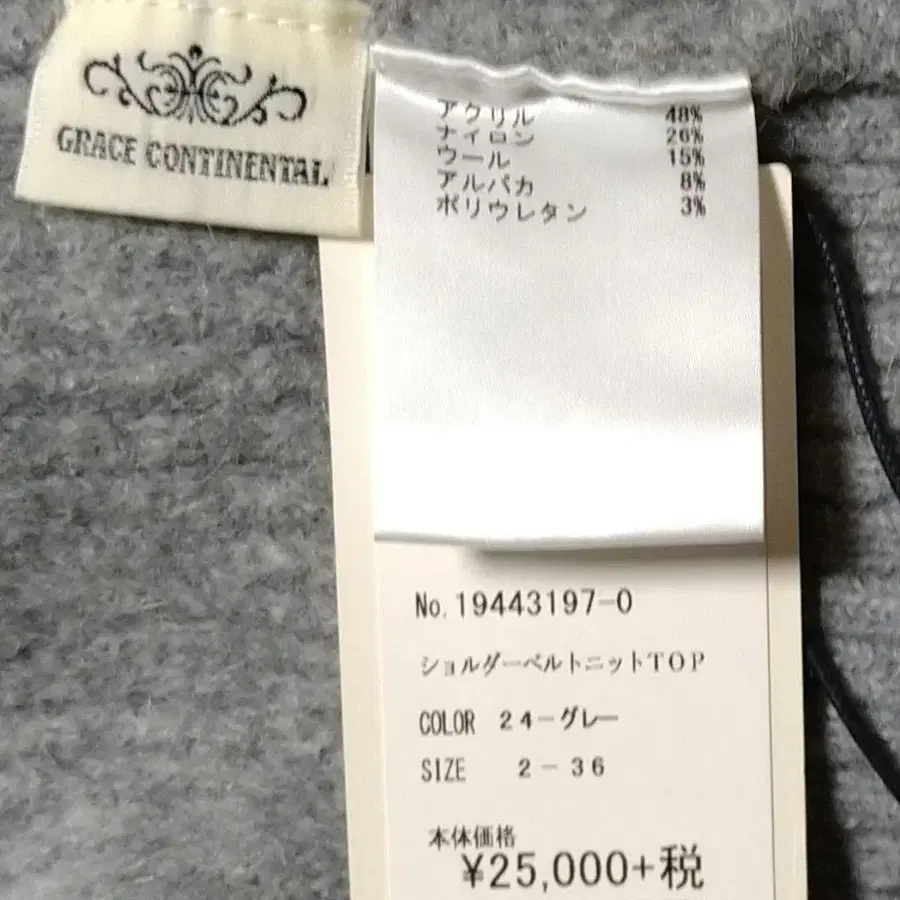 GRACE CONTINENTAL
アクリル 48%
ナイロン 26%
ウール 15%
アルパカ 8%
ポリウレタン 3%
No. 19443197-0
ショルダーベルトニットTOP
COLOR 24-グレー
SIZE 2-36
本体価格
¥25,000+税